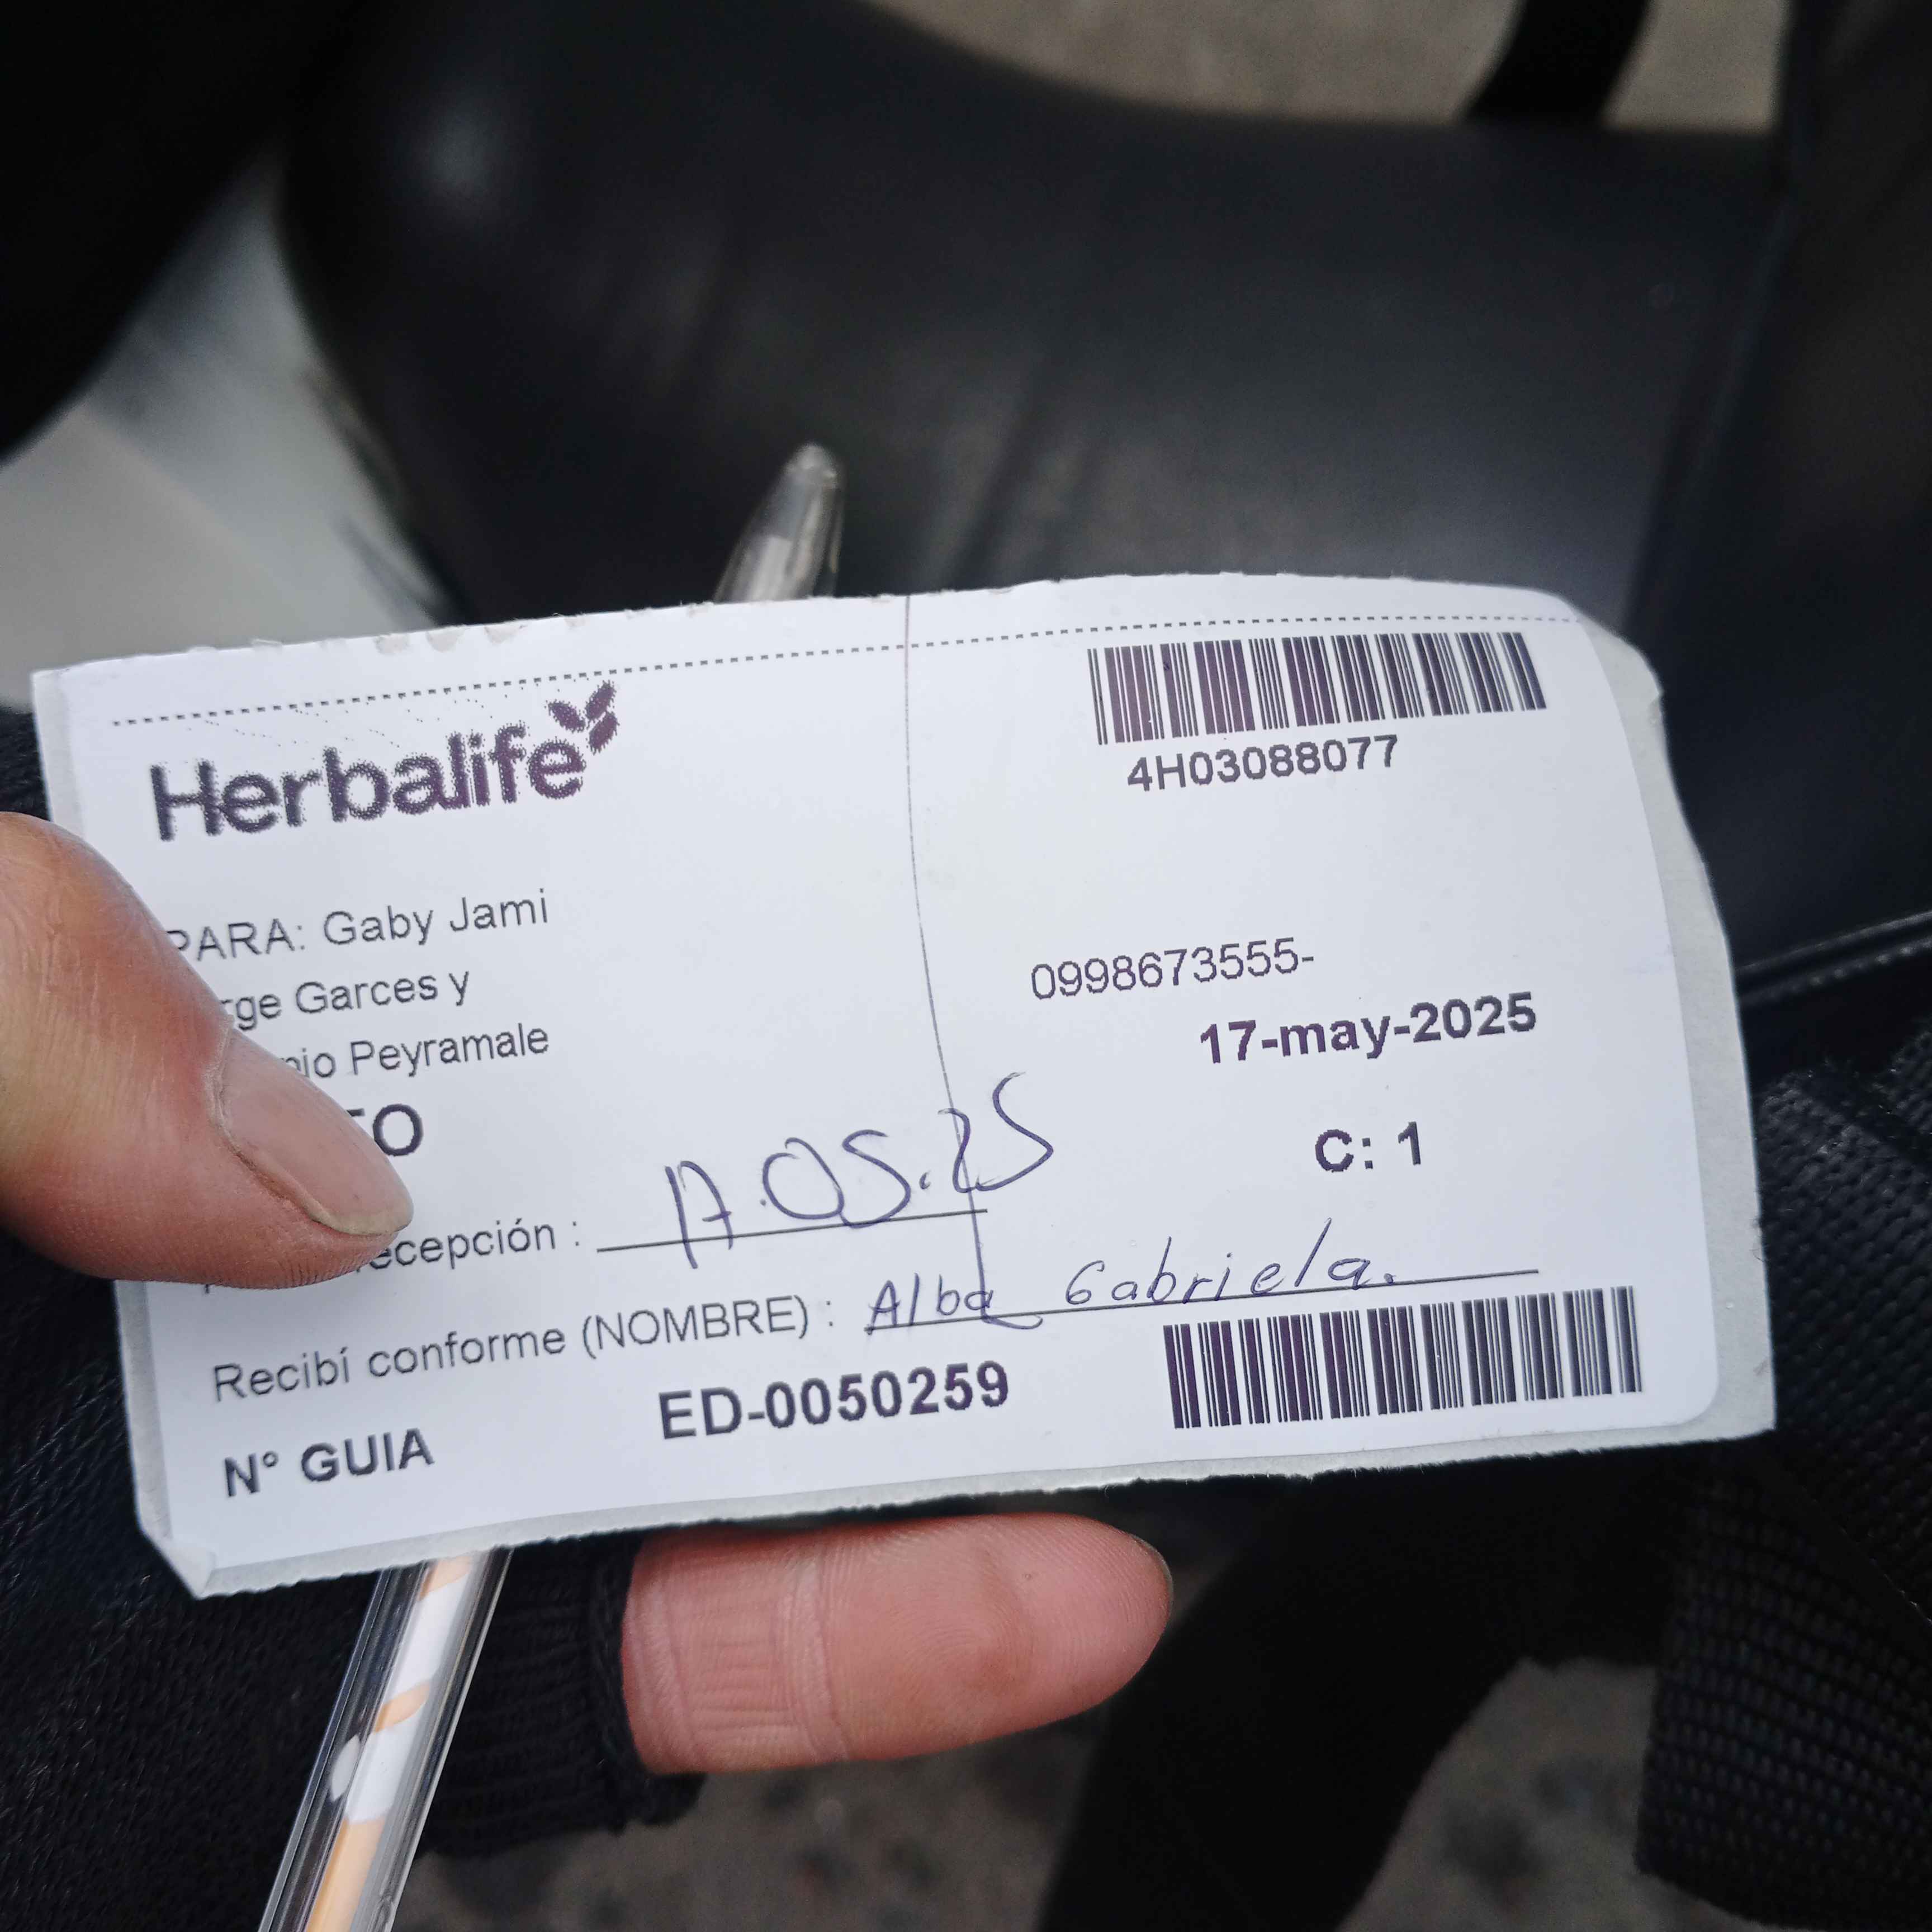 Herbalife
4H03088077
PARA: Gaby Jami
rge Garces y
0998673555-
nio Peyramale
17-may-2025
TO
C: 1
ecepción : 17.05.25
Recibí conforme (NOMBRE) : Alba Gabriela.
N° GUIA ED-0050259